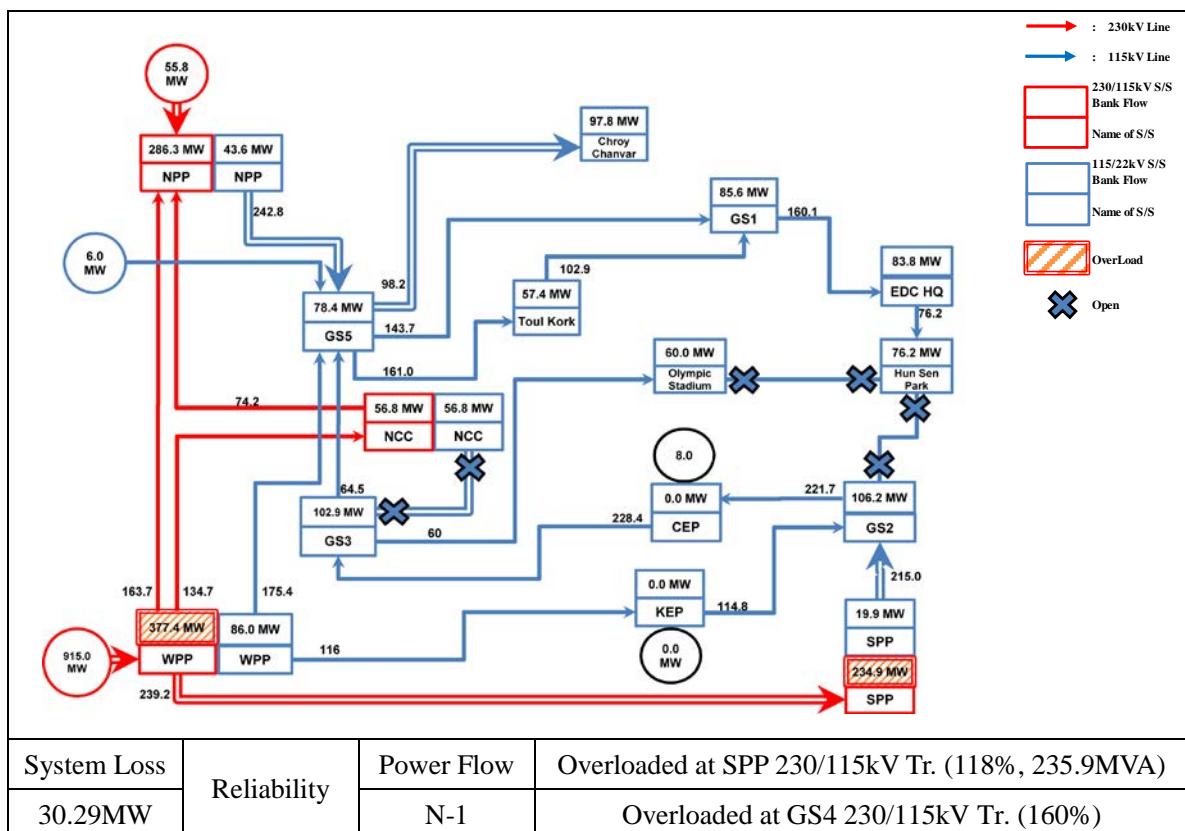 : 230kV Line
: 115kV Line
230/115kV S/S
Bank Flow
Name of S/S
115/22kV S/S
Bank Flow
Name of S/S
OverLoad
Open
55.8
MW
286.3 MW
43.6 MW
NPP
NPP
242.8
97.8 MW
Chroy
Chanvar
85.6 MW
GS1
160.1
6.0
MW
98.2
102.9
83.8 MW
EDC HQ
76.2
78.4 MW
GS5
143.7
57.4 MW
Toul Kork
161.0
60.0 MW
Olympic
Stadium
76.2 MW
Hun Sen
Park
74.2
56.8 MW
56.8 MW
NCC
NCC
8.0
64.5
102.9 MW
GS3
60
228.4
0.0 MW
CEP
221.7
106.2 MW
GS2
163.7
134.7
175.4
0.0 MW
KEP
114.8
215.0
377.4 MW
86.0 MW
WPP
WPP
116
0.0
MW
19.9 MW
SPP
915.0
MW
239.2
234.9 MW
SPP
System Loss
Reliability
Power Flow
Overloaded at SPP 230/115kV Tr. (118%, 235.9MVA)
30.29MW
N-1
Overloaded at GS4 230/115kV Tr. (160%)